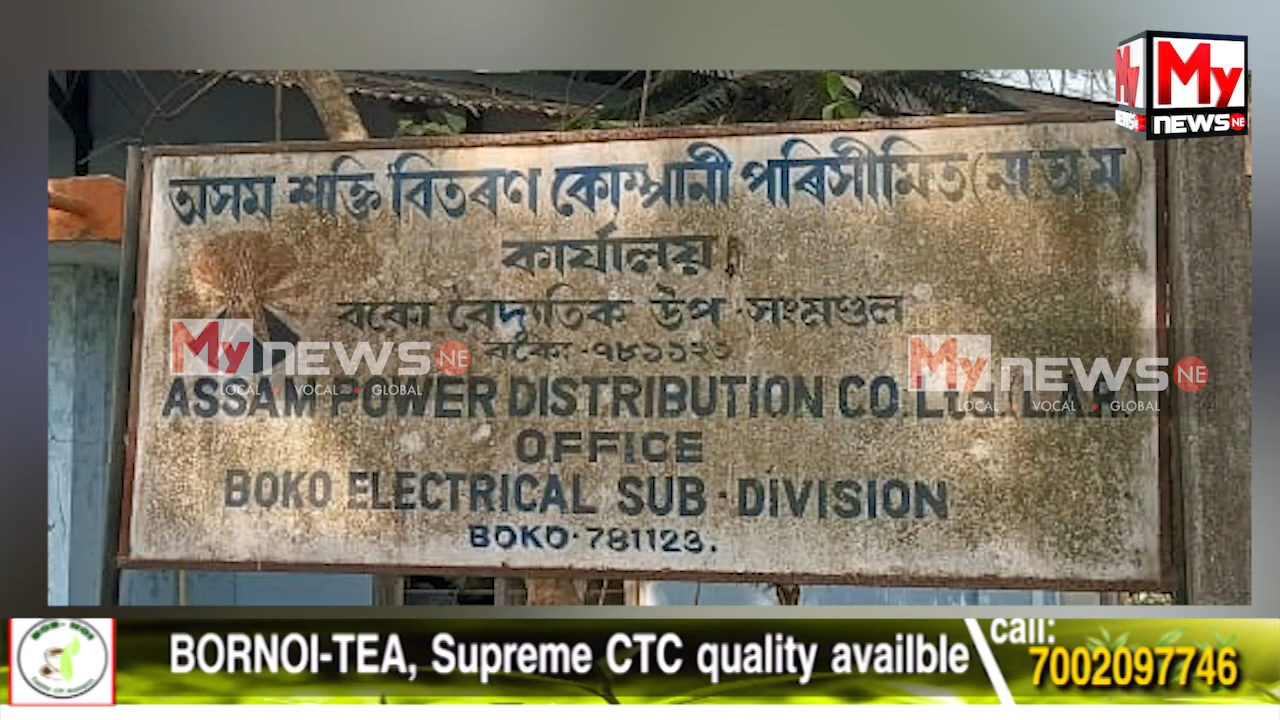 My
NEWS NE
অসম শক্তি বিতৰণ কোম্পানী পৰিসীমিত (না অ ম)
কাৰ্যালয়
বকো বৈদ্যুতিক উপ-সংমণ্ডল
বকো-৭৮১১২৩
My NEWS NE
LOCAL • VOCAL • GLOBAL
My NEWS NE
LOCAL • VOCAL • GLOBAL
ASSAM POWER DISTRIBUTION CO. Ltd. (L.A.R)
OFFICE
BOKO ELECTRICAL SUB-DIVISION
BOKO-781123.
BORNOI-TEA, Supreme CTC quality availble
call:
7002097746